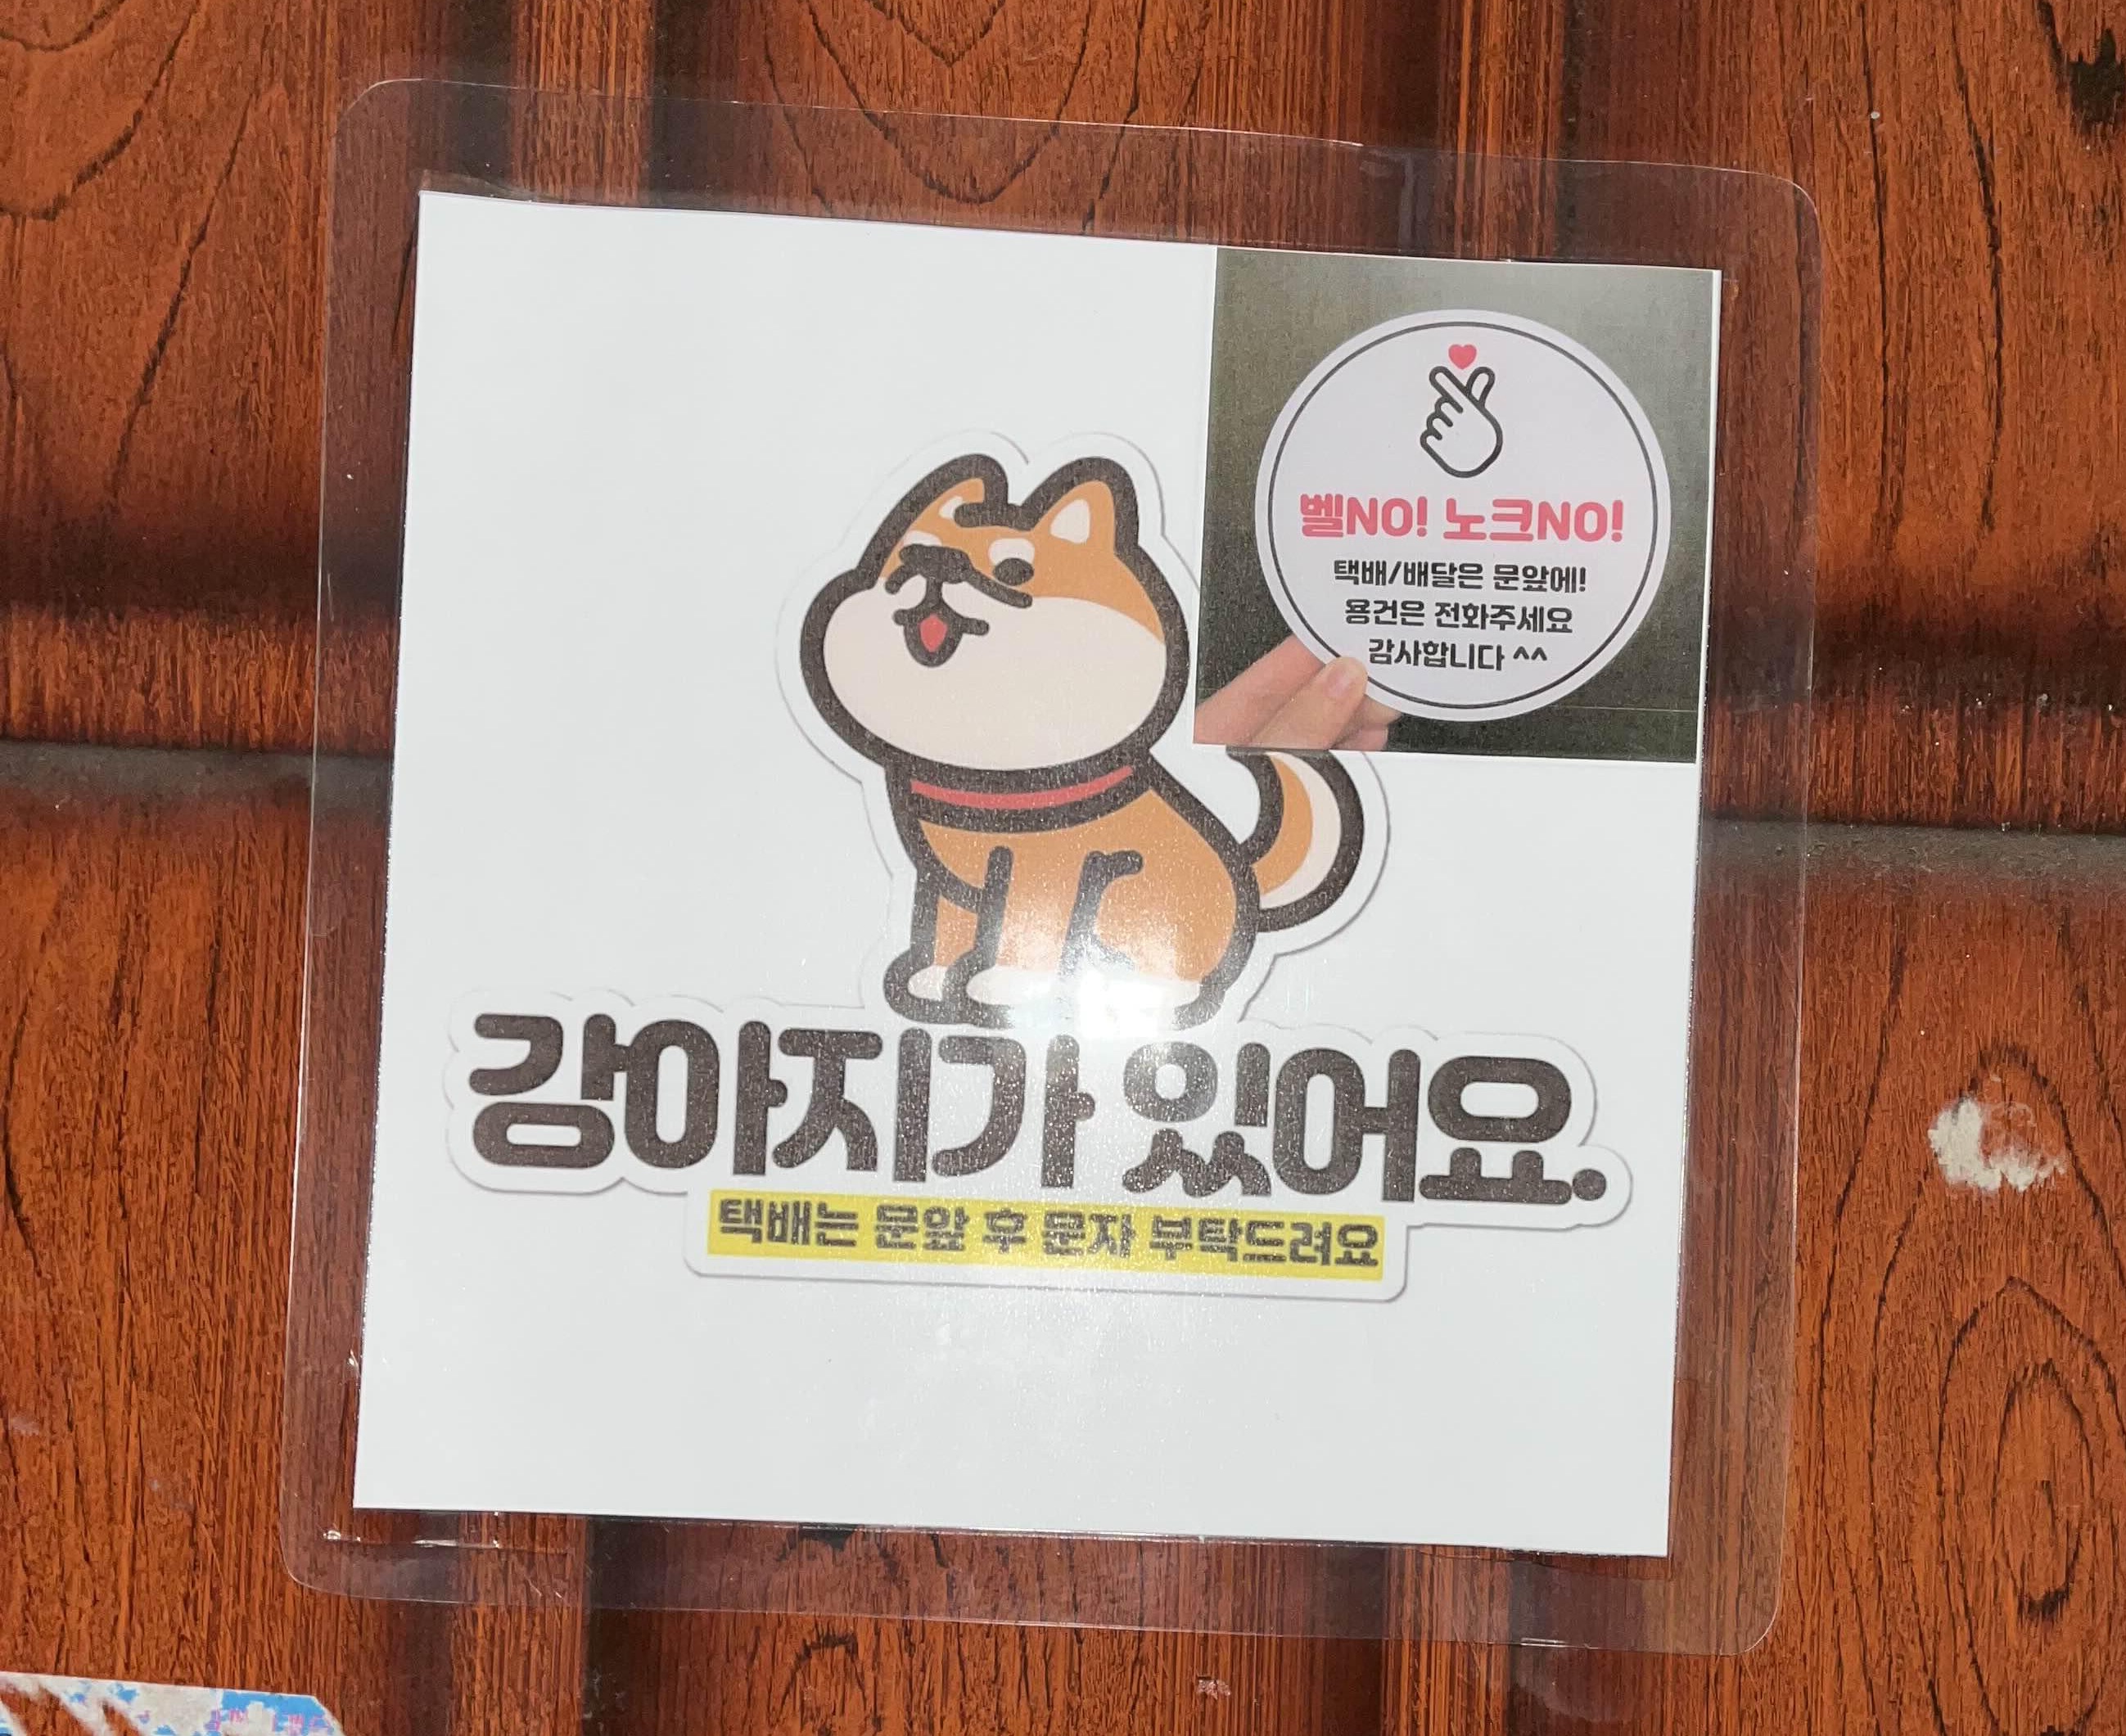 벨NO! 노크NO!
택배/배달은 문앞에!
용건은 전화주세요
감사합니다 ^^
강아지가 있어요.
택배는 문앞 후 문자 부탁드려요